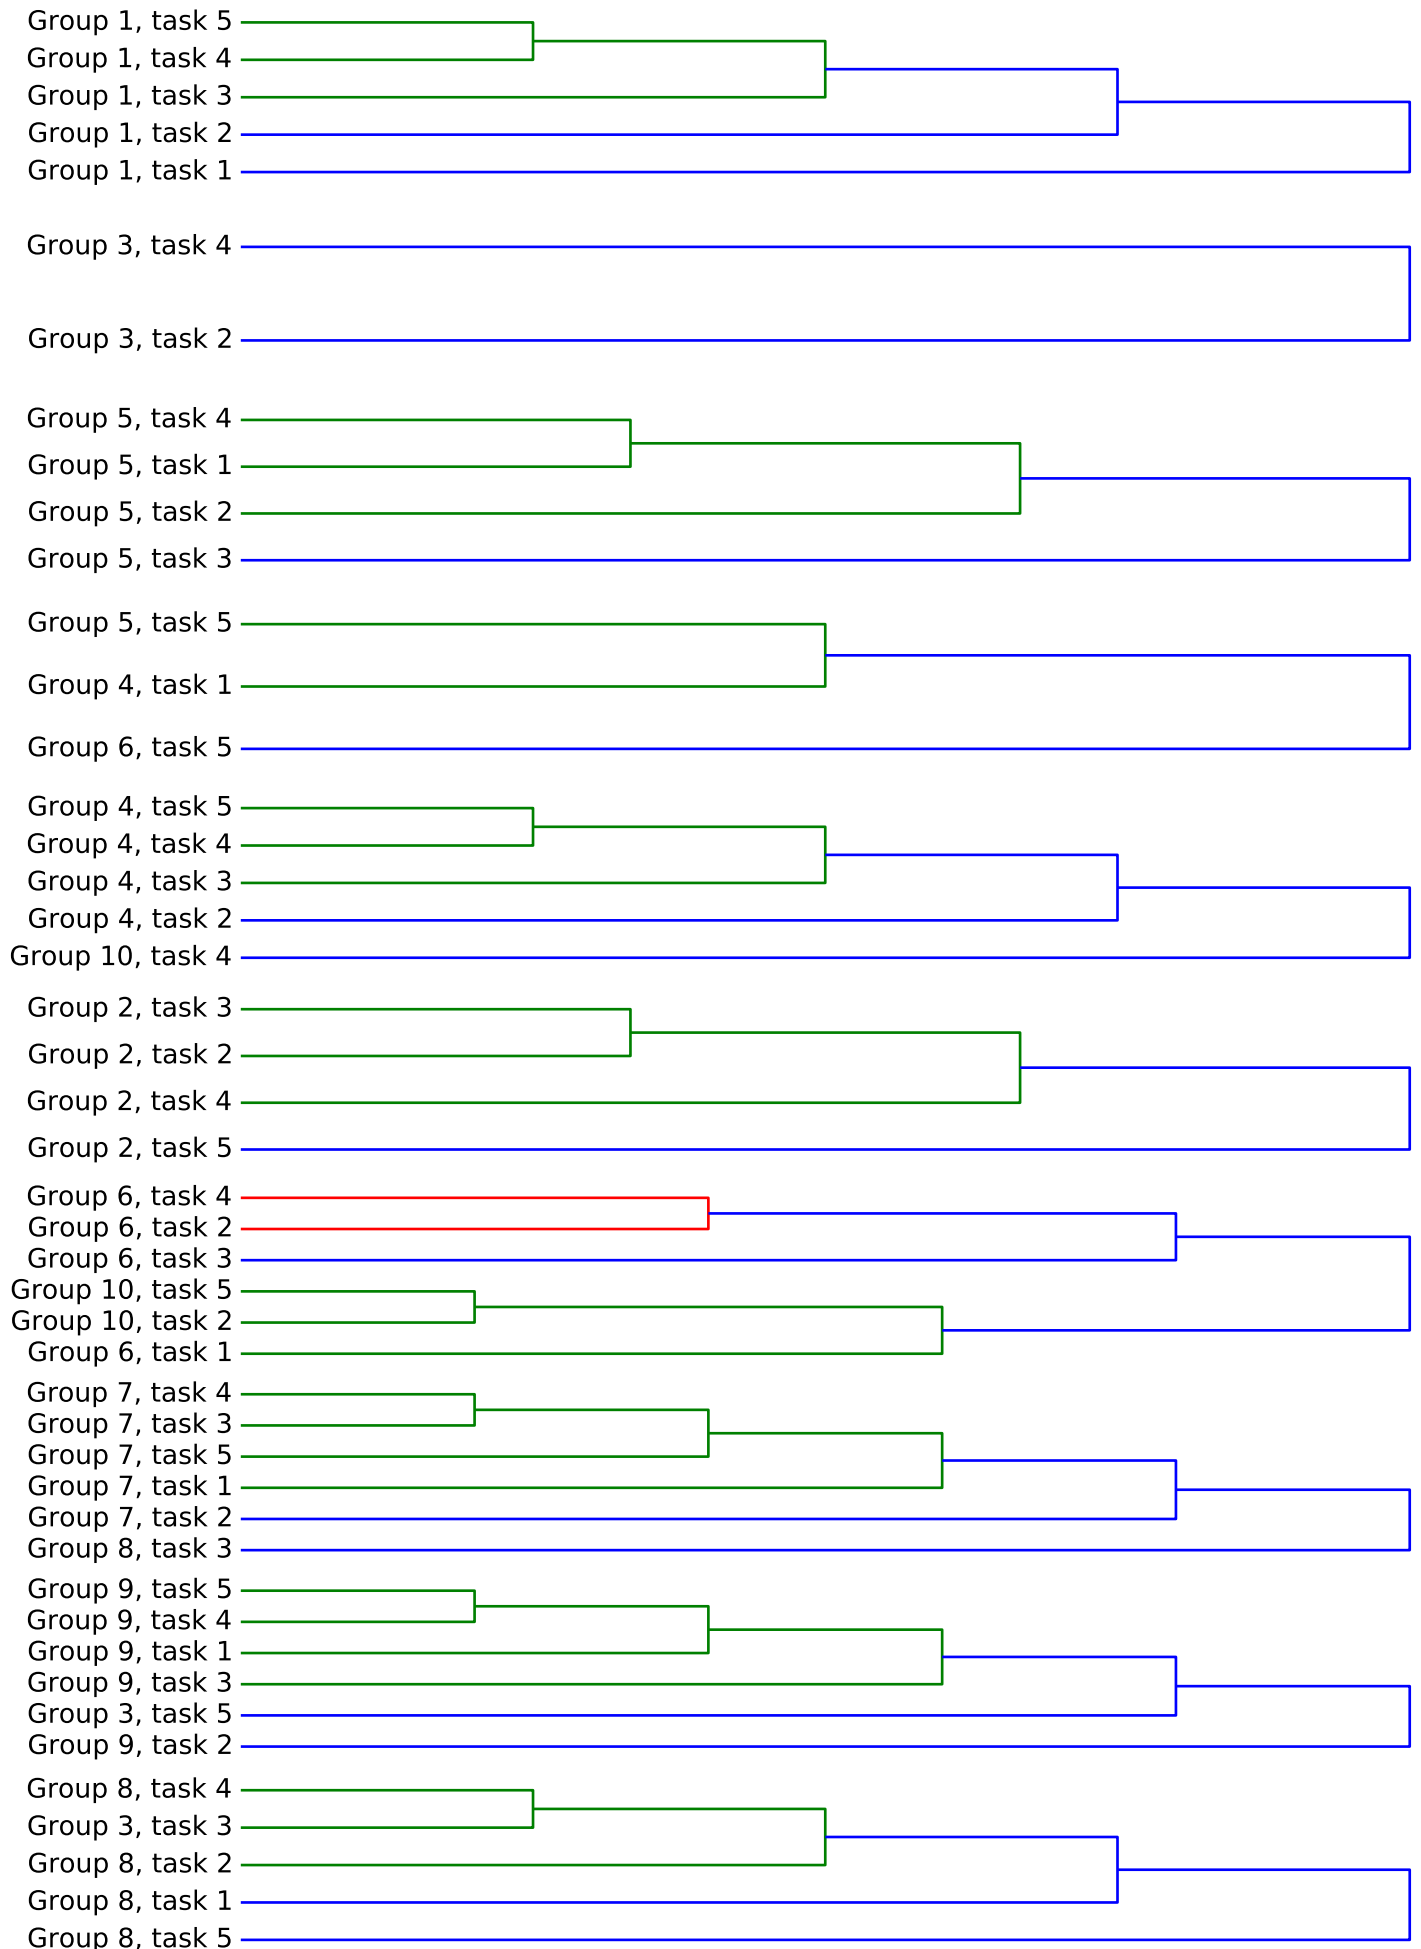 Group 1, task 5
Group 1, task 4
Group 1, task 3
Group 1, task 2
Group 1, task 1
Group 3, task 4
Group 3, task 2
Group 5, task 4
Group 5, task 1
Group 5, task 2
Group 5, task 3
Group 5, task 5
Group 4, task 1
Group 6, task 5
Group 4, task 5
Group 4, task 4
Group 4, task 3
Group 4, task 2
Group 10, task 4
Group 2, task 3
Group 2, task 2
Group 2, task 4
Group 2, task 5
Group 6, task 4
Group 6, task 2
Group 6, task 3
Group 10, task 5
Group 10, task 2
Group 6, task 1
Group 7, task 4
Group 7, task 3
Group 7, task 5
Group 7, task 1
Group 7, task 2
Group 8, task 3
Group 9, task 5
Group 9, task 4
Group 9, task 1
Group 9, task 3
Group 3, task 5
Group 9, task 2
Group 8, task 4
Group 3, task 3
Group 8, task 2
Group 8, task 1
Group 8, task 5